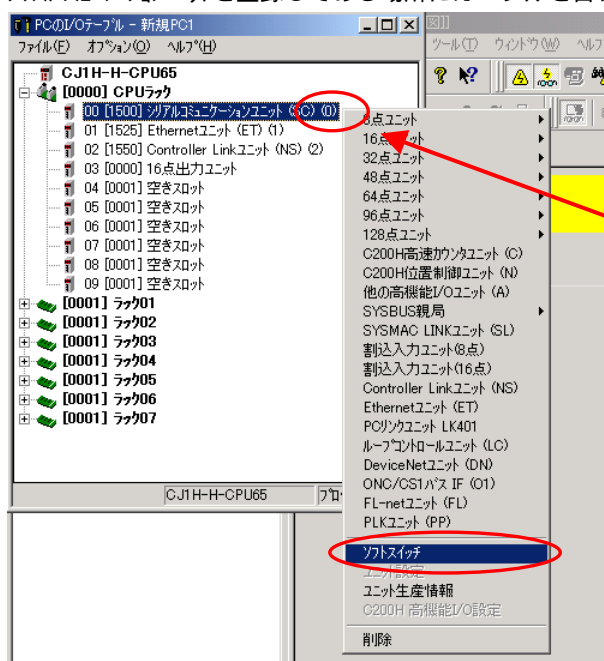 PCのI/Oテーブル - 新規PC1
ファイル(F) オプション(O) ヘルプ(H)
CJ1H-H-CPU65
[0000] CPUラック
00 [1500] シリアルコミュニケーションユニット (SC) (0)
01 [1525] Ethernetユニット (ET) (1)
02 [1550] Controller Linkユニット (NS) (2)
03 [0000] 16点出力ユニット
04 [0001] 空きスロット
05 [0001] 空きスロット
06 [0001] 空きスロット
07 [0001] 空きスロット
08 [0001] 空きスロット
09 [0001] 空きスロット
[0001] ラック01
[0001] ラック02
[0001] ラック03
[0001] ラック04
[0001] ラック05
[0001] ラック06
[0001] ラック07
CJ1H-H-CPU65
ツール(T) ウィンドウ(W) ヘルプ
8点ユニット
16点ユニット
32点ユニット
48点ユニット
64点ユニット
96点ユニット
128点ユニット
C200H高速カウンタユニット (C)
C200H位置制御ユニット (N)
他の高機能I/Oユニット (A)
SYSBUS親局
SYSMAC LINKユニット (SL)
割込入力ユニット(8点)
割込入力ユニット(16点)
Controller Linkユニット (NS)
Ethernetユニット (ET)
PCリンクユニット LK401
ループコントロールユニット (LC)
DeviceNetユニット (DN)
ONC/CS1バス IF (O1)
FL-netユニット (FL)
PLKユニット (PP)
ソフトスイッチ
ユニット設定
ユニット生産情報
C200H 高機能I/O設定
削除